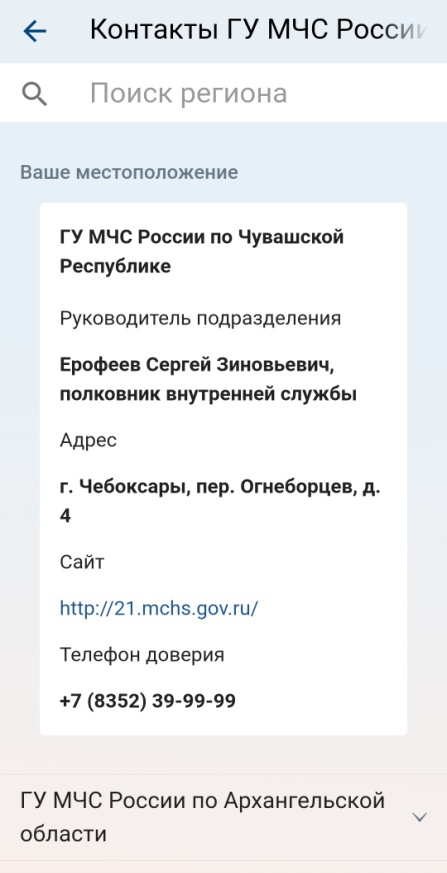 Контакты ГУ МЧС России
Поиск региона
Ваше местоположение
ГУ МЧС России по Чувашской
Республике
Руководитель подразделения
Ерофеев Сергей Зиновьевич,
полковник внутренней службы
Адрес
г. Чебоксары, пер. Огнеборцев, д.
4
Сайт
http://21.mchs.gov.ru/
Телефон доверия
+7 (8352) 39-99-99
ГУ МЧС России по Архангельской
области